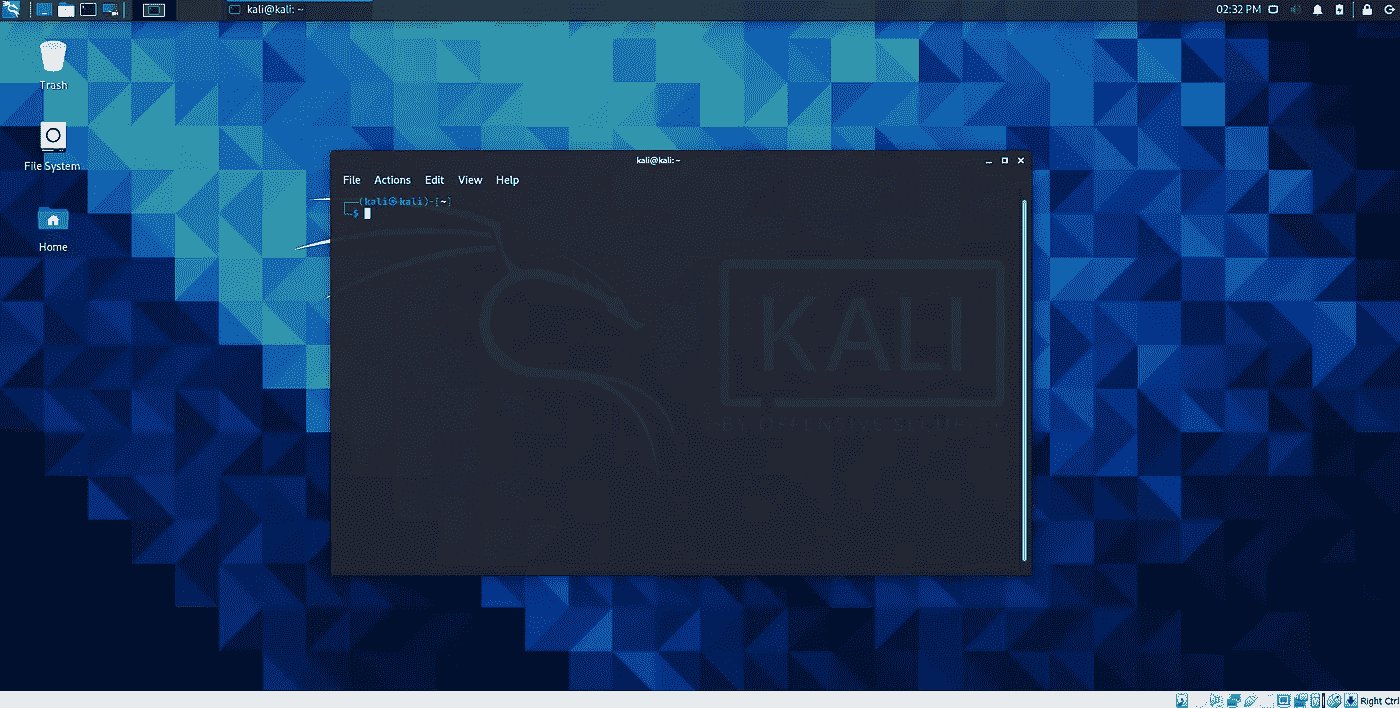 kali@kali: ~
02:32 PM
Trash
File System
Home
kali@kali: ~
File Actions Edit View Help
┌──(kali㉿kali)-[~]
└─$
KALI
BY OFFENSIVE SECURITY
Right Ctrl